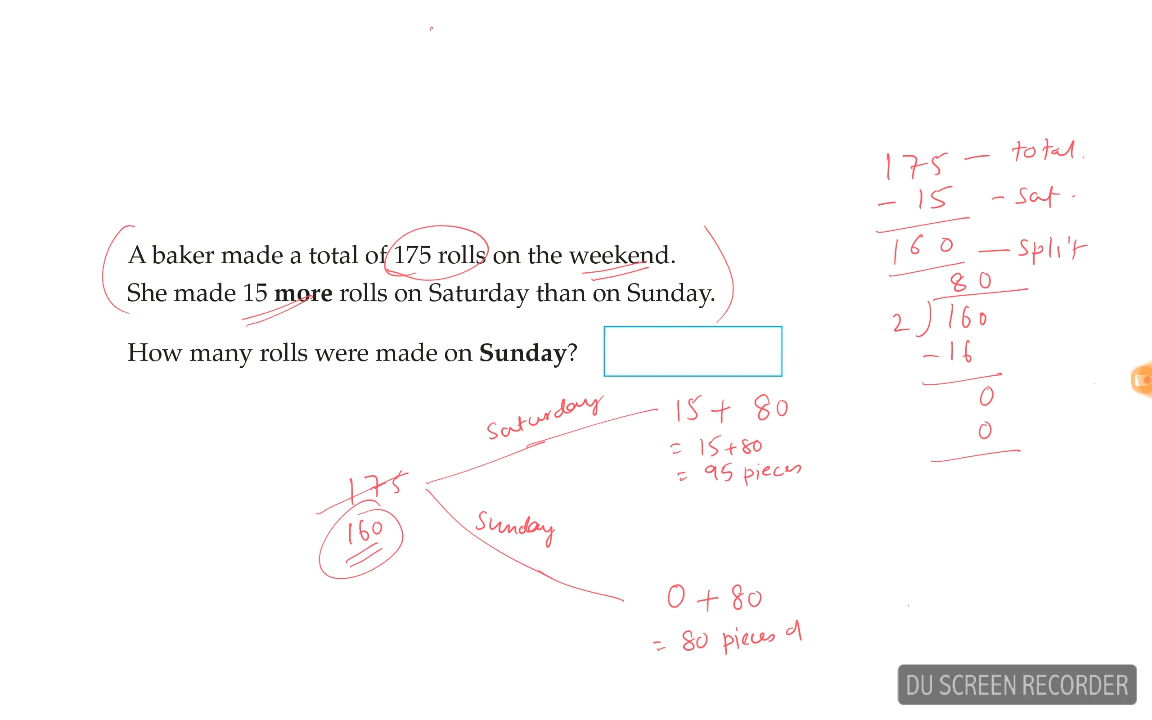 A baker made a total of 175 rolls on the weekend.
She made 15 more rolls on Saturday than on Sunday.
How many rolls were made on Sunday?
175 – total.
- 15 - sat.
160 – split
80
2)160
-16
0
0
Saturday
15 + 80
= 15+80
= 95 pieces
175
160
Sunday
0 + 80
= 80 pieces
DU SCREEN RECORDER